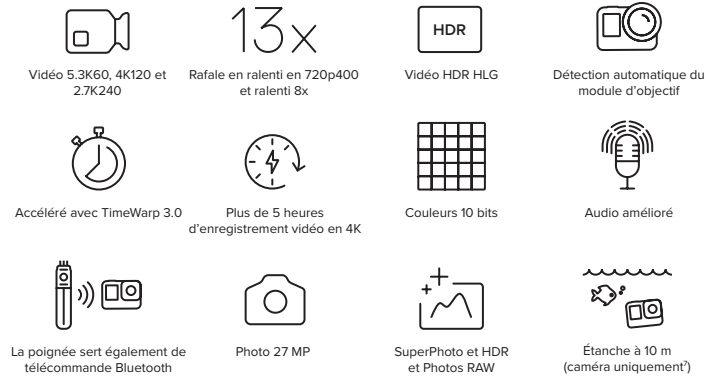 13x
HDR
Vidéo 5.3K60, 4K120 et
2.7K240
Rafale en ralenti en 720p400
et ralenti 8x
Vidéo HDR HLG
Détection automatique du
module d'objectif
Accéléré avec TimeWarp 3.0
Plus de 5 heures
d'enregistrement vidéo en 4K
Couleurs 10 bits
Audio amélioré
La poignée sert également de
télécommande Bluetooth
Photo 27 MP
SuperPhoto et HDR
et Photos RAW
Étanche à 10 m
(caméra uniquement⁷)